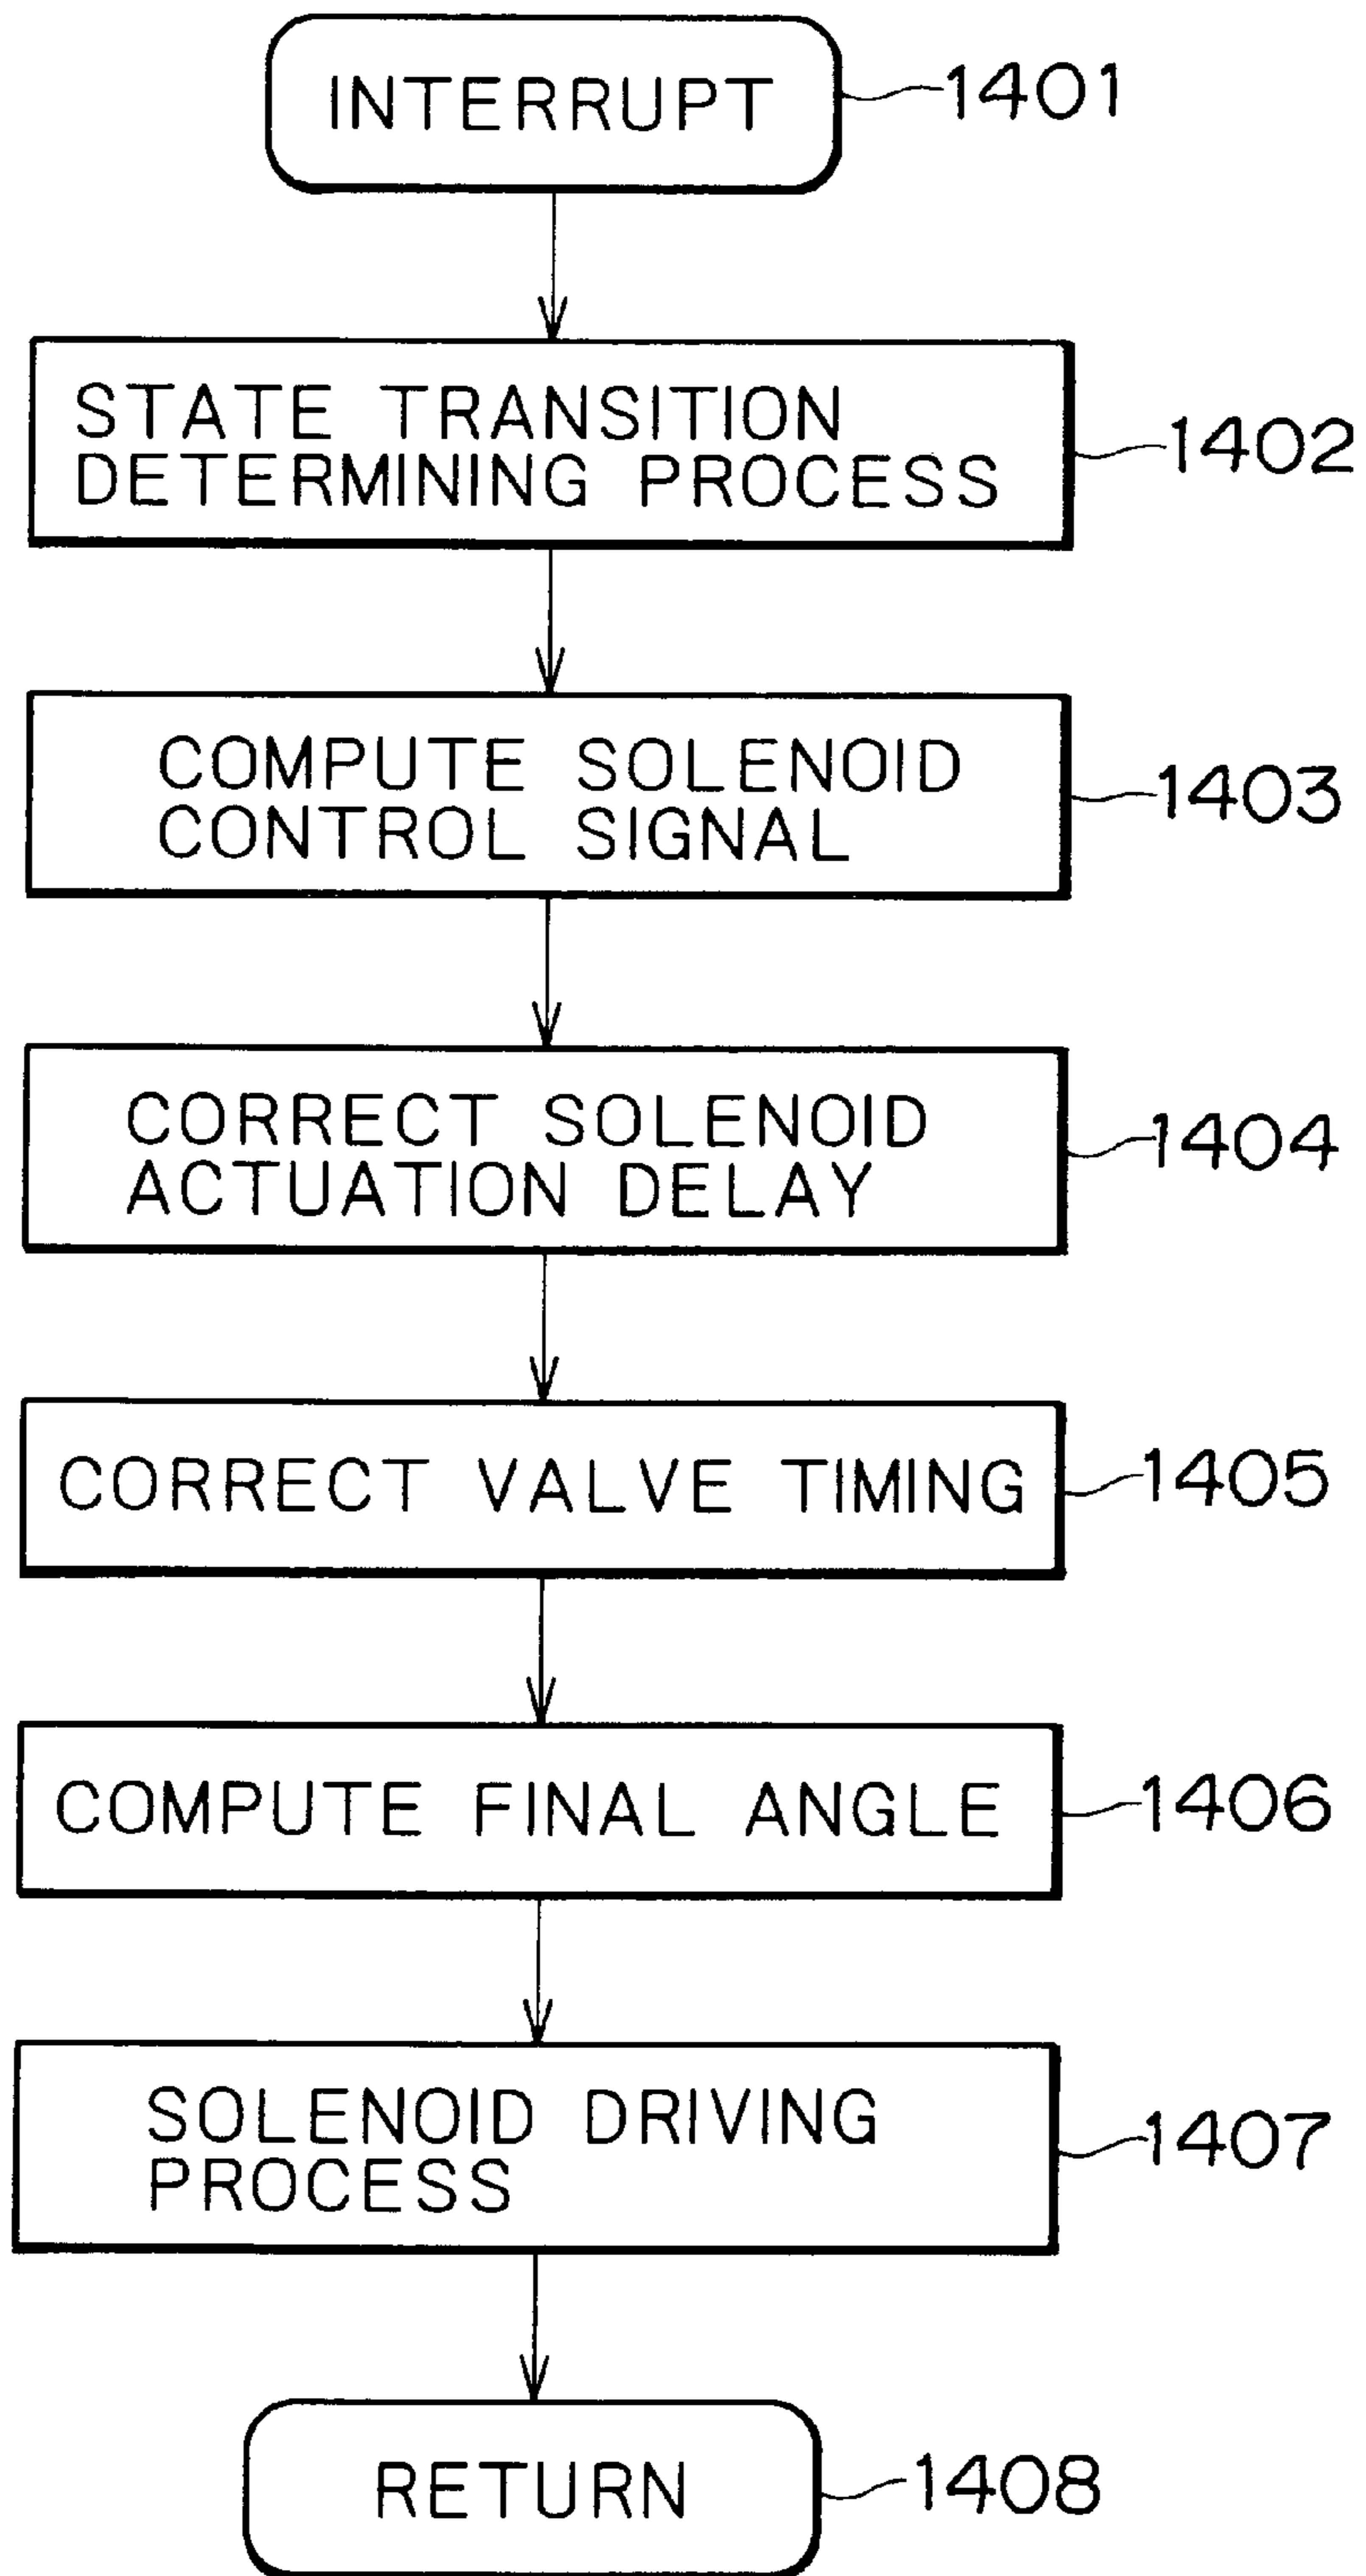 INTERRUPT
1401
STATE TRANSITION
DETERMINING PROCESS
1402
COMPUTE SOLENOID
CONTROL SIGNAL
1403
CORRECT SOLENOID
ACTUATION DELAY
1404
CORRECT VALVE TIMING
1405
COMPUTE FINAL ANGLE
1406
SOLENOID DRIVING
PROCESS
1407
RETURN
1408